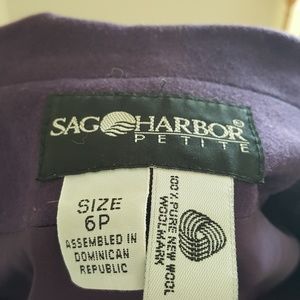 SAG HARBOR®
PETITE
SIZE
6P
ASSEMBLED IN
DOMINICAN
REPUBLIC
100% PURE NEW WOOL
WOOLMARK